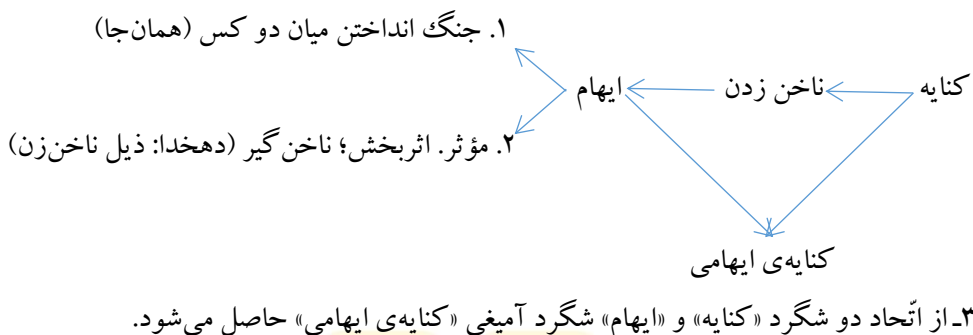 ۱. جنگ انداختن میان دو کس (همان‌جا)
کنایه ناخن زدن ایهام
۲. مؤثر. اثربخش؛ ناخن‌گیر (دهخدا: ذیل ناخن‌زن)
کنایه‌ی ایهامی
۲ـ از اتّحاد دو شگرد «کنایه» و «ایهام» شگرد آمیغی «کنایه‌ی ایهامی» حاصل می‌شود.